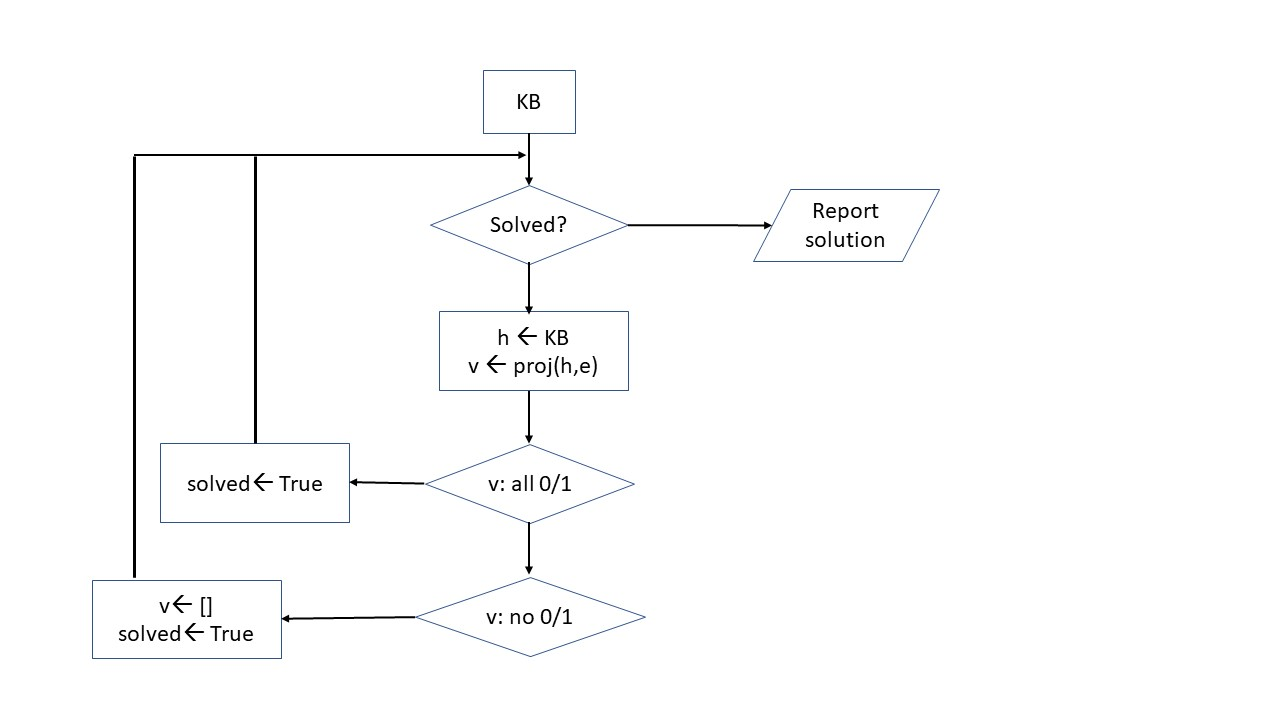 KB
Solved?
Report
solution
h ← KB
v ← proj(h,e)
solved← True
v: all 0/1
v← []
solved← True
v: no 0/1